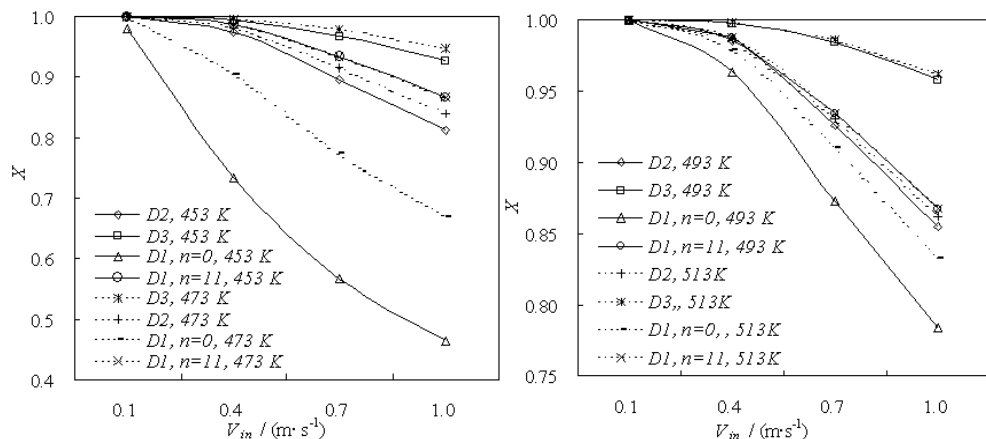 1.0
0.9
0.8
0.7
0.6
0.5
0.4
X
D2, 453 K
D3, 453 K
D1, n=0, 453 K
D1, n=11, 453 K
D3, 473 K
D2, 473 K
D1, n=0, 473 K
D1, n=11, 473 K
0.1 0.4 0.7 1.0
V_in / (m·s⁻¹)
1.00
0.95
0.90
0.85
0.80
0.75
X
D2, 493 K
D3, 493 K
D1, n=0, 493 K
D1, n=11, 493 K
D2, 513K
D3,, 513K
D1, n=0, , 513K
D1, n=11, 513K
0.1 0.4 0.7 1.0
V_in / (m·s⁻¹)